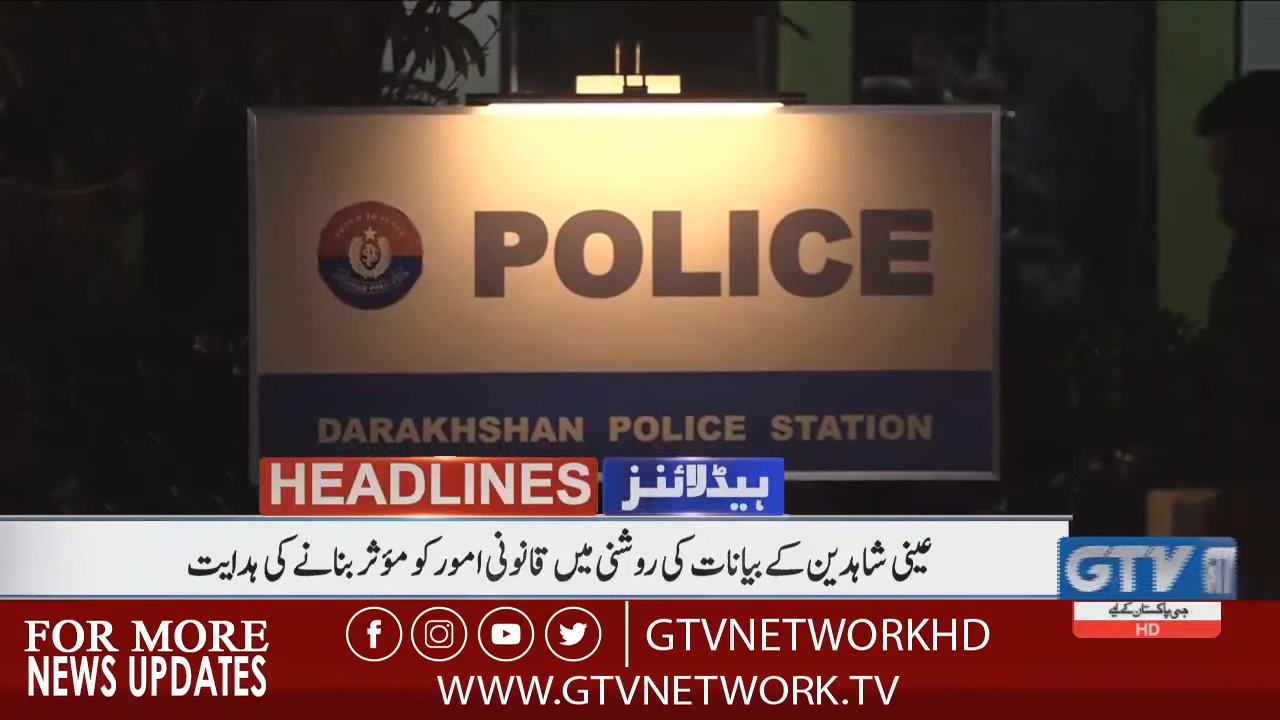 POLICE
DARAKHSHAN POLICE STATION
HEADLINES ہیڈلائنز
عینی شاہدین کے بیانات کی روشنی میں قانونی امور کو مؤثر بنانے کی ہدایت
GTV
جی پاکستان کے لیے
HD
FOR MORE
NEWS UPDATES
GTVNETWORKHD
WWW.GTVNETWORK.TV